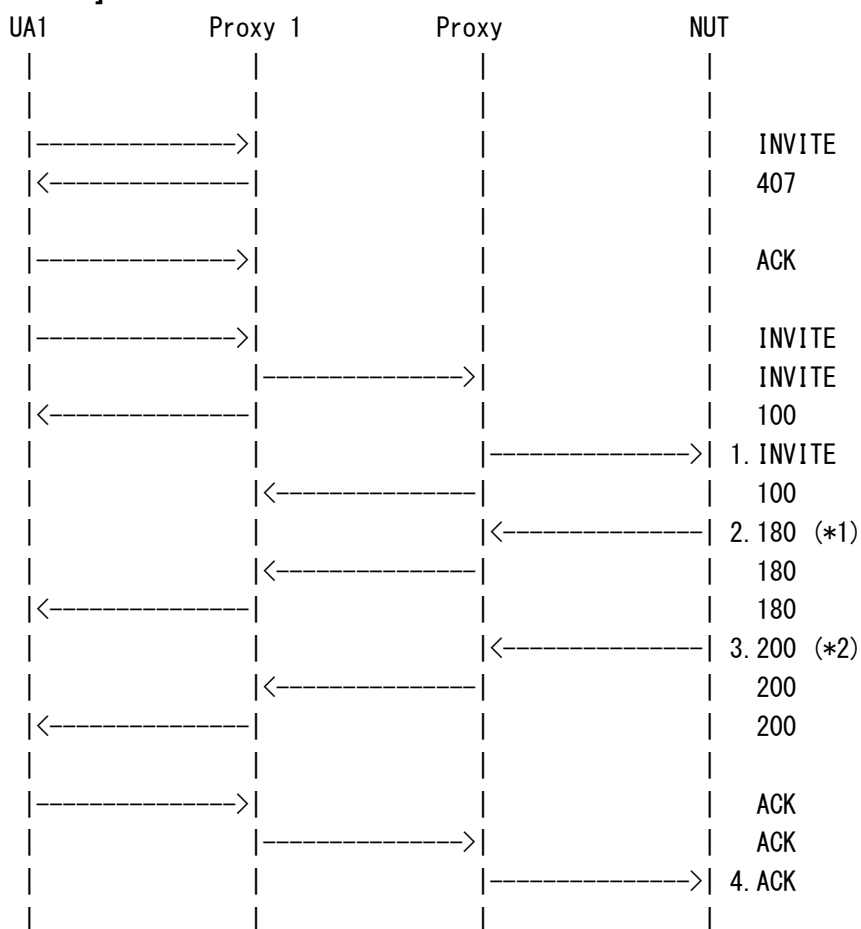 ]
UA1 Proxy 1 Proxy NUT
INVITE
407
ACK
INVITE
INVITE
100
1. INVITE
100
2. 180 (*1)
180
180
3. 200 (*2)
200
200
ACK
ACK
4. ACK